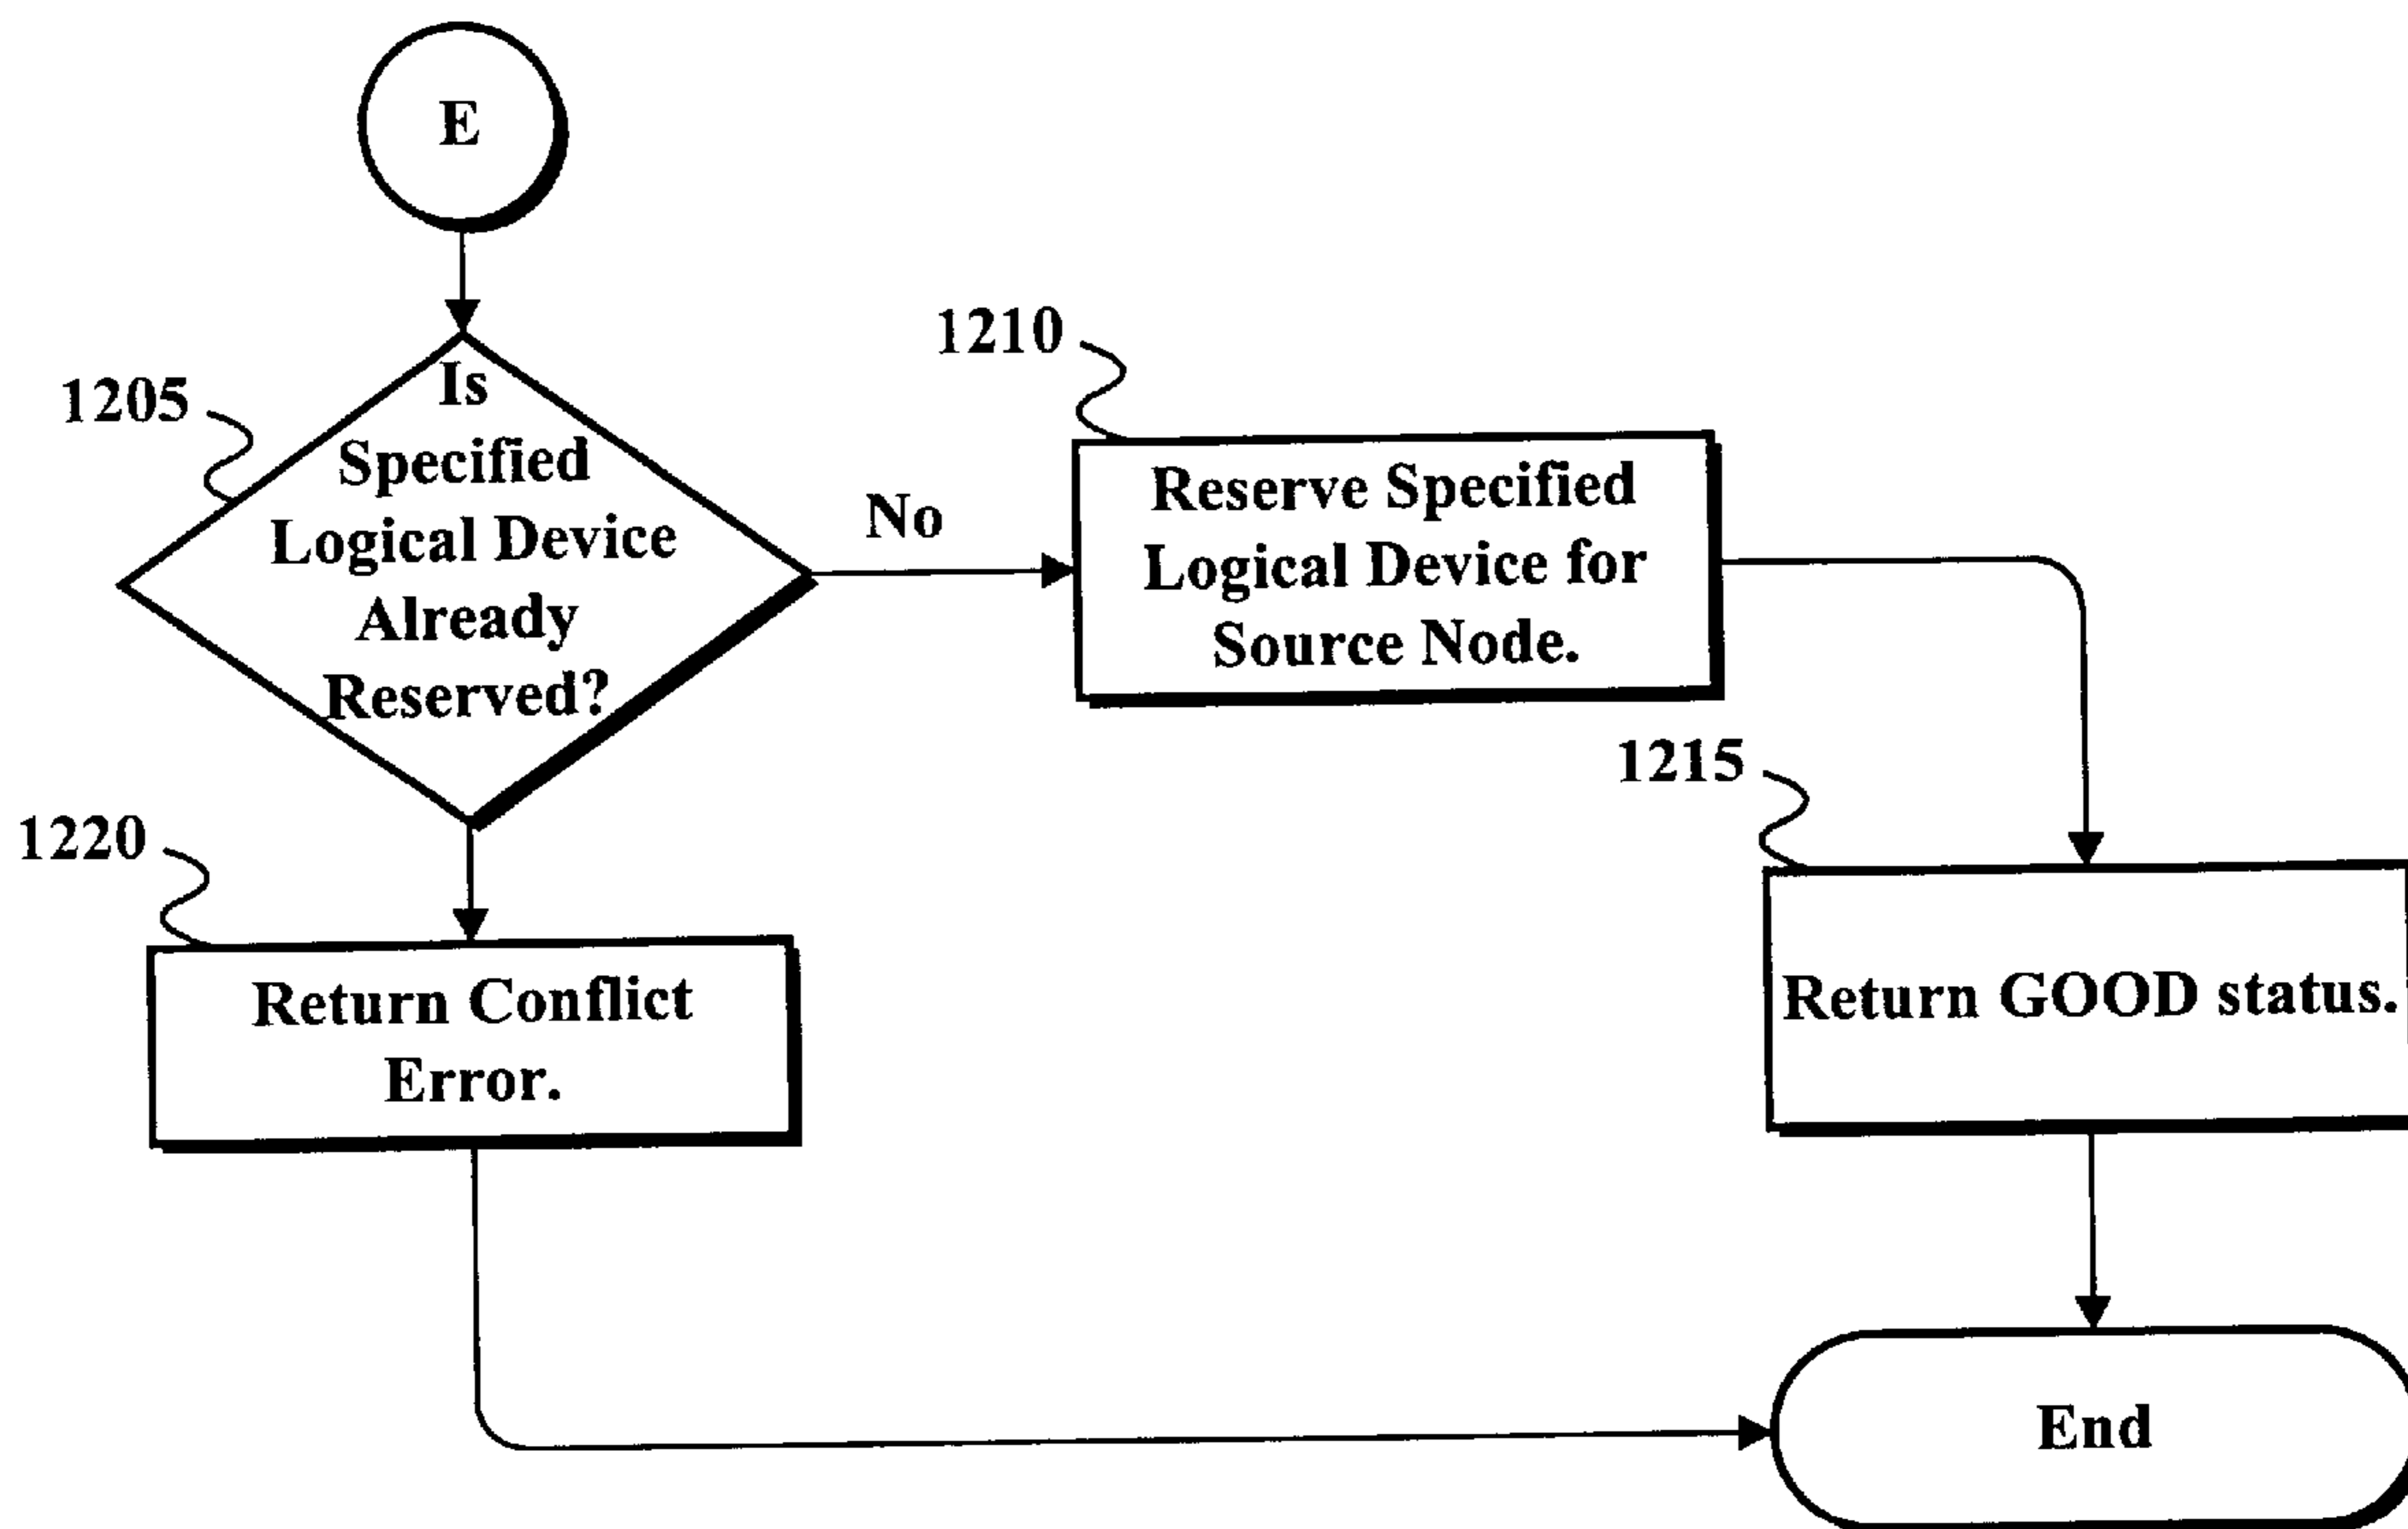 E
1205
Is
Specified
Logical Device
Already
Reserved?
No
1210
Reserve Specified
Logical Device for
Source Node.
1215
Return GOOD status.
1220
Return Conflict
Error.
End